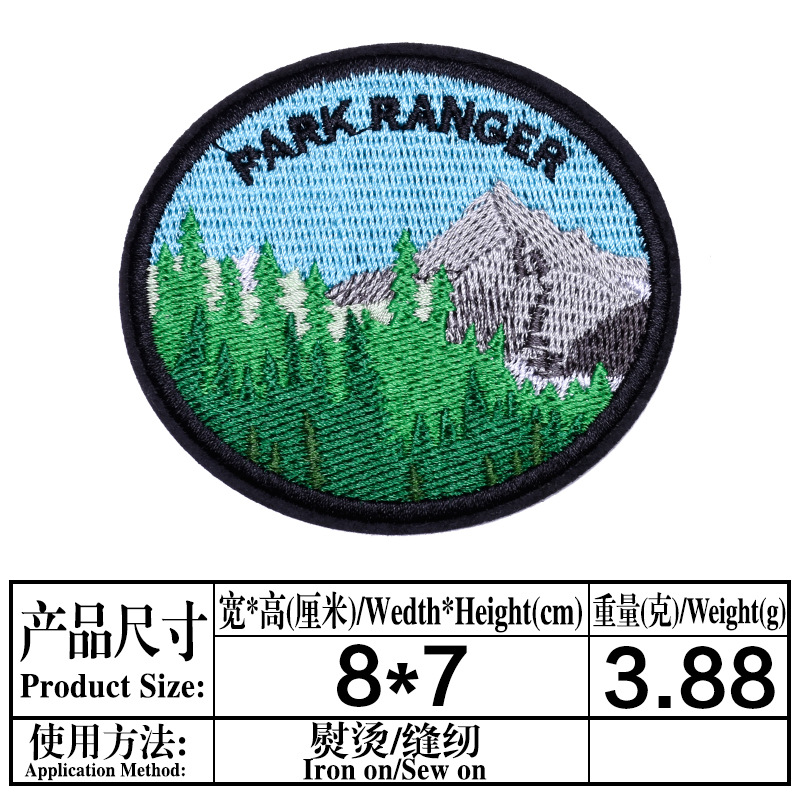 PARK RANGER
产品尺寸
Product Size:
宽*高(厘米)/Wedth*Height(cm)
8*7
重量(克)/Weight(g)
3.88
使用方法:
Application Method:
熨烫/缝纫
Iron on/Sew on